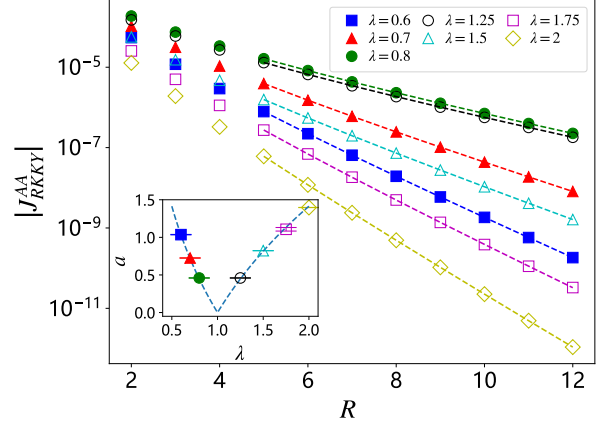 λ = 0.6
λ = 0.7
λ = 0.8
λ = 1.25
λ = 1.5
λ = 1.75
λ = 2
10⁻⁵
10⁻⁷
10⁻⁹
10⁻¹¹
|J^{AA}_{RKKY}|
1.5
1.0
0.5
0.0
a
0.5 1.0 1.5 2.0
λ
2 4 6 8 10 12
R